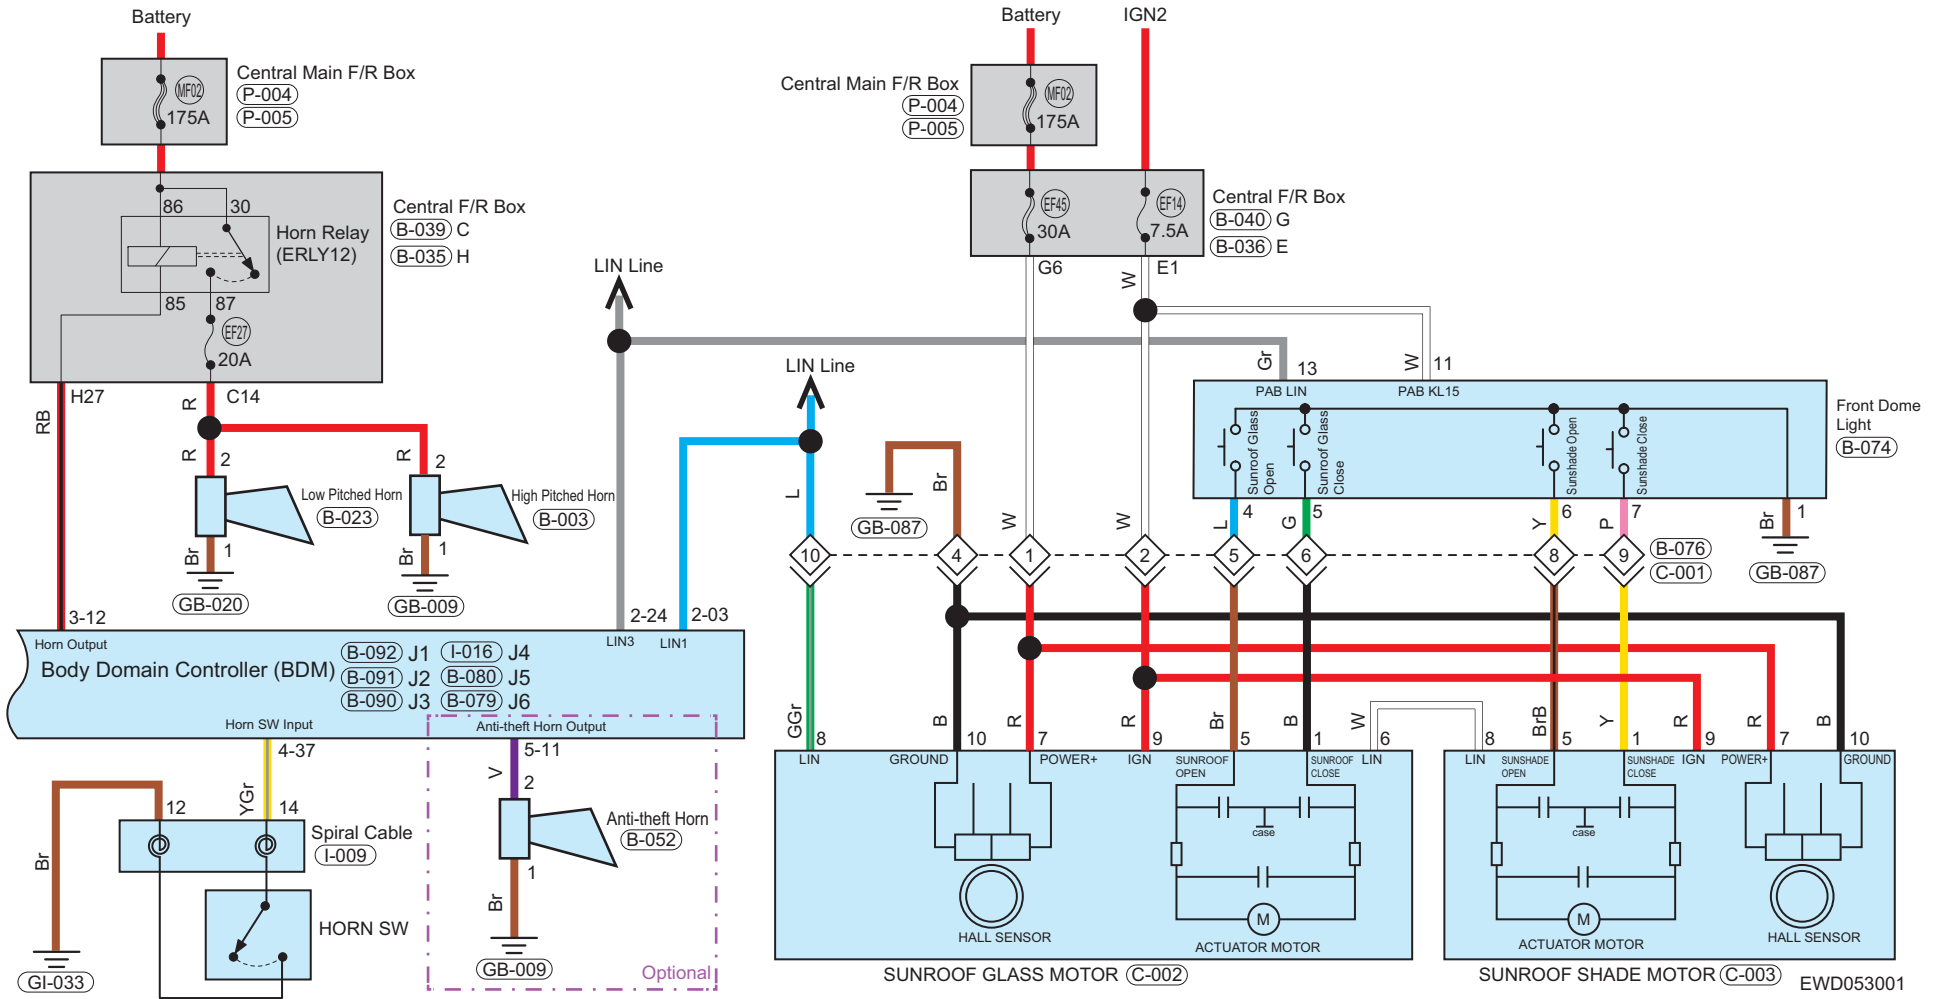 Battery
MF02
175A
Central Main F/R Box
P-004
P-005
86
30
Horn Relay
(ERLY12)
85
87
EF27
20A
Central F/R Box
B-039 C
B-035 H
H27
C14
RB
R
R
2
R
2
Low Pitched Horn
B-023
High Pitched Horn
B-003
Br
1
Br
1
GB-020
GB-009
3-12
Horn Output
Body Domain Controller (BDM)
B-092 J1
B-091 J2
B-090 J3
I-016 J4
B-080 J5
B-079 J6
2-24
2-03
LIN3
LIN1
Horn SW Input
Anti-theft Horn Output
4-37
5-11
V
2
YGr
12
14
Spiral Cable
I-009
Br
HORN SW
GI-033
Anti-theft Horn
B-052
1
Br
GB-009
Optional
LIN Line
LIN Line
L
Battery
IGN2
Central Main F/R Box
P-004
P-005
MF02
175A
EF45
30A
EF14
7.5A
Central F/R Box
B-040 G
B-036 E
G6
E1
W
Gr
13
W
11
PAB LIN
PAB KL15
Front Dome
Light
B-074
Sunroof Glass
Open
Sunroof Glass
Close
Sunshade Open
Sunshade Close
L
4
G
5
Y
6
P
7
Br
1
GB-087
Br
GB-087
W
W
10
4
1
2
5
6
8
9
B-076
C-001
GGr
8
B
10
R
7
R
9
Br
5
B
1
W
6
8
BrB
5
Y
1
R
9
R
7
B
10
LIN
GROUND
POWER+
IGN
SUNROOF
OPEN
SUNROOF
CLOSE
LIN
LIN
SUNSHADE
OPEN
SUNSHADE
CLOSE
IGN
POWER+
GROUND
case
case
M
M
HALL SENSOR
ACTUATOR MOTOR
ACTUATOR MOTOR
HALL SENSOR
SUNROOF GLASS MOTOR C-002
SUNROOF SHADE MOTOR C-003
EWD053001